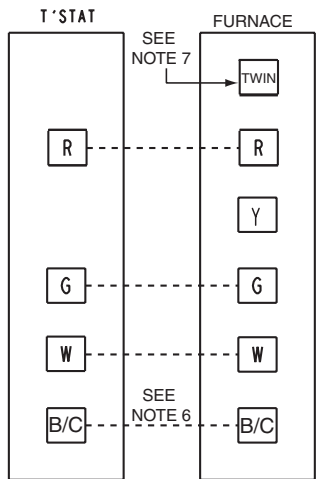 T'STAT
FURNACE
SEE
NOTE 7
TWIN
R
R
Y
G
G
W
W
SEE
NOTE 6
B/C
B/C